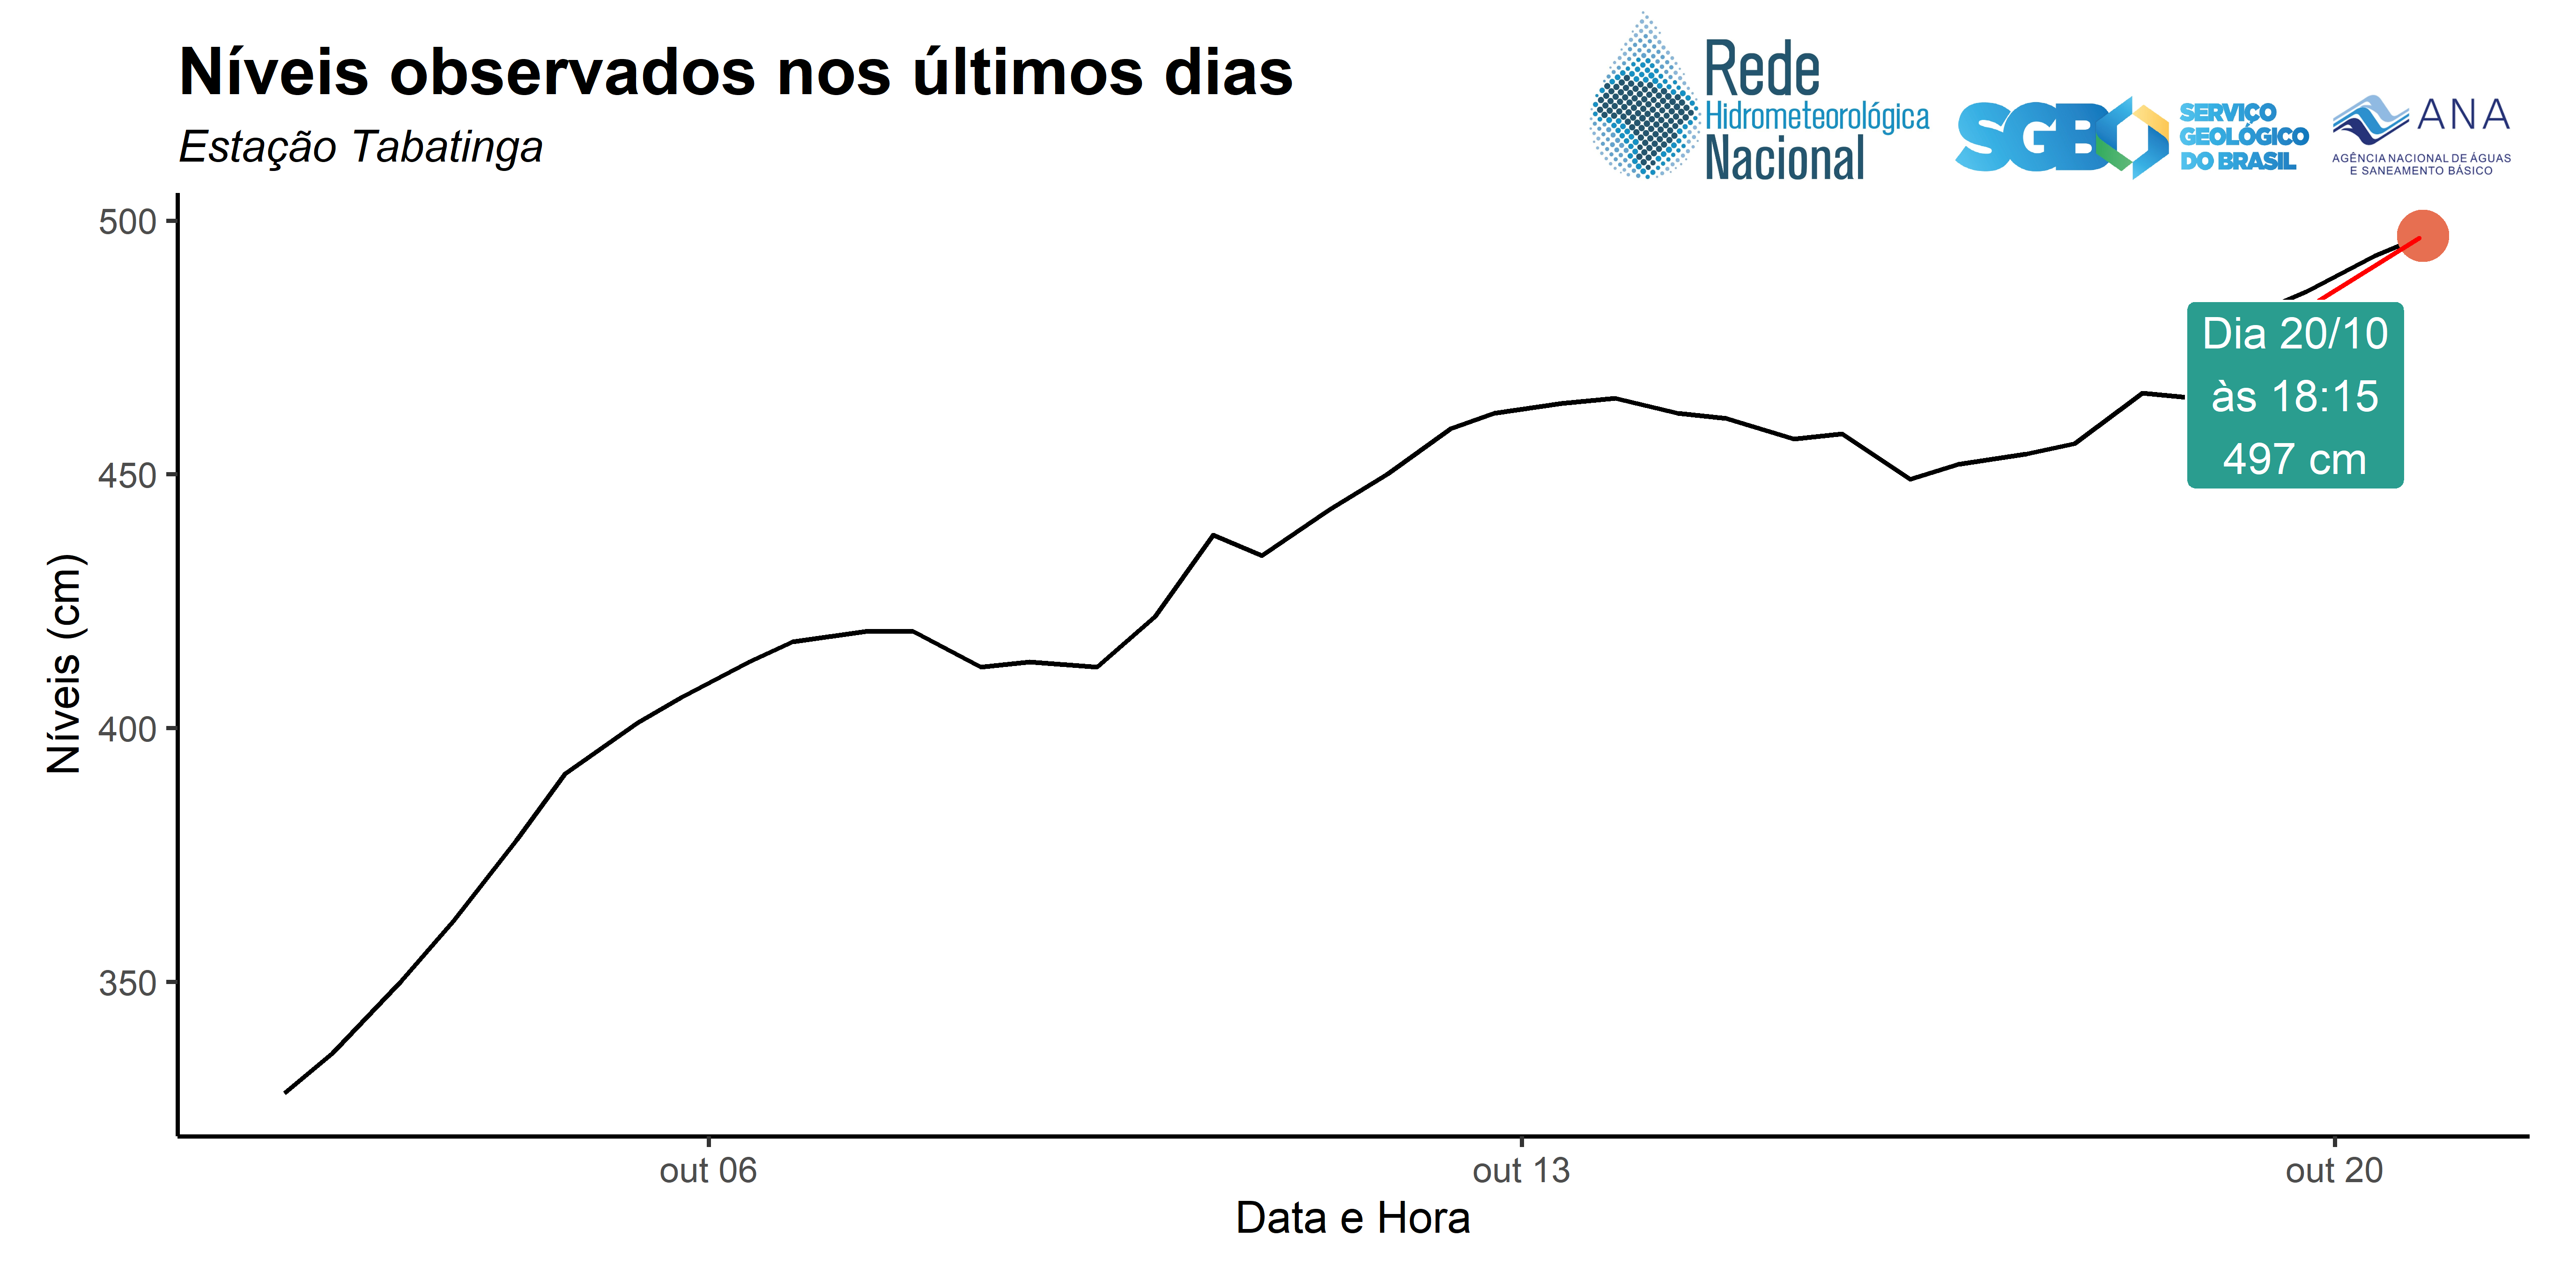 Níveis observados nos últimos dias
Estação Tabatinga
Rede
Hidrometeorológica
Nacional
SGB
SERVIÇO
GEOLÓGICO
DO BRASIL
ANA
AGÊNCIA NACIONAL DE ÁGUAS
E SANEAMENTO BÁSICO
500
450
400
350
Níveis (cm)
Dia 20/10
às 18:15
497 cm
out 06
out 13
out 20
Data e Hora